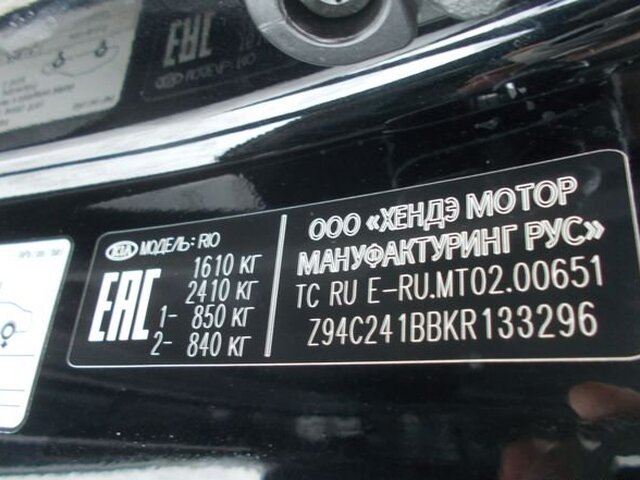 EAC
KIA МОДЕЛЬ: RIO
EAC
1610 КГ
2410 КГ
1- 850 КГ
2- 840 КГ
ООО «ХЕНДЭ МОТОР
МАНУФАКТУРИНГ РУС»
ТС RU Е-RU.МТ02.00651
Z94C241BBKR133296